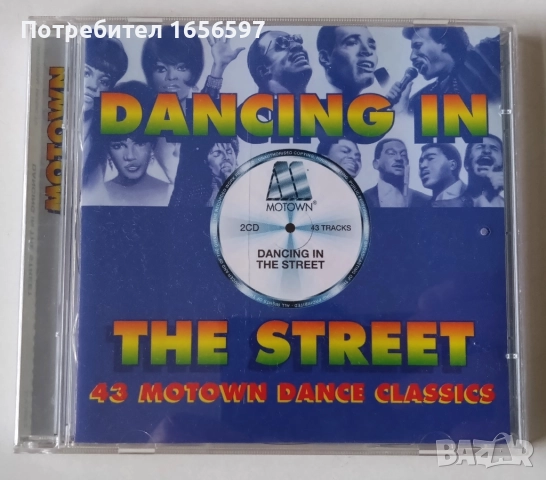 Потребител 1656597
MOTOWN
DANCING IN
MOTOWN®
2CD
43 TRACKS
DANCING IN
THE STREET
THE STREET
43 MOTOWN DANCE CLASSICS
BAZAR